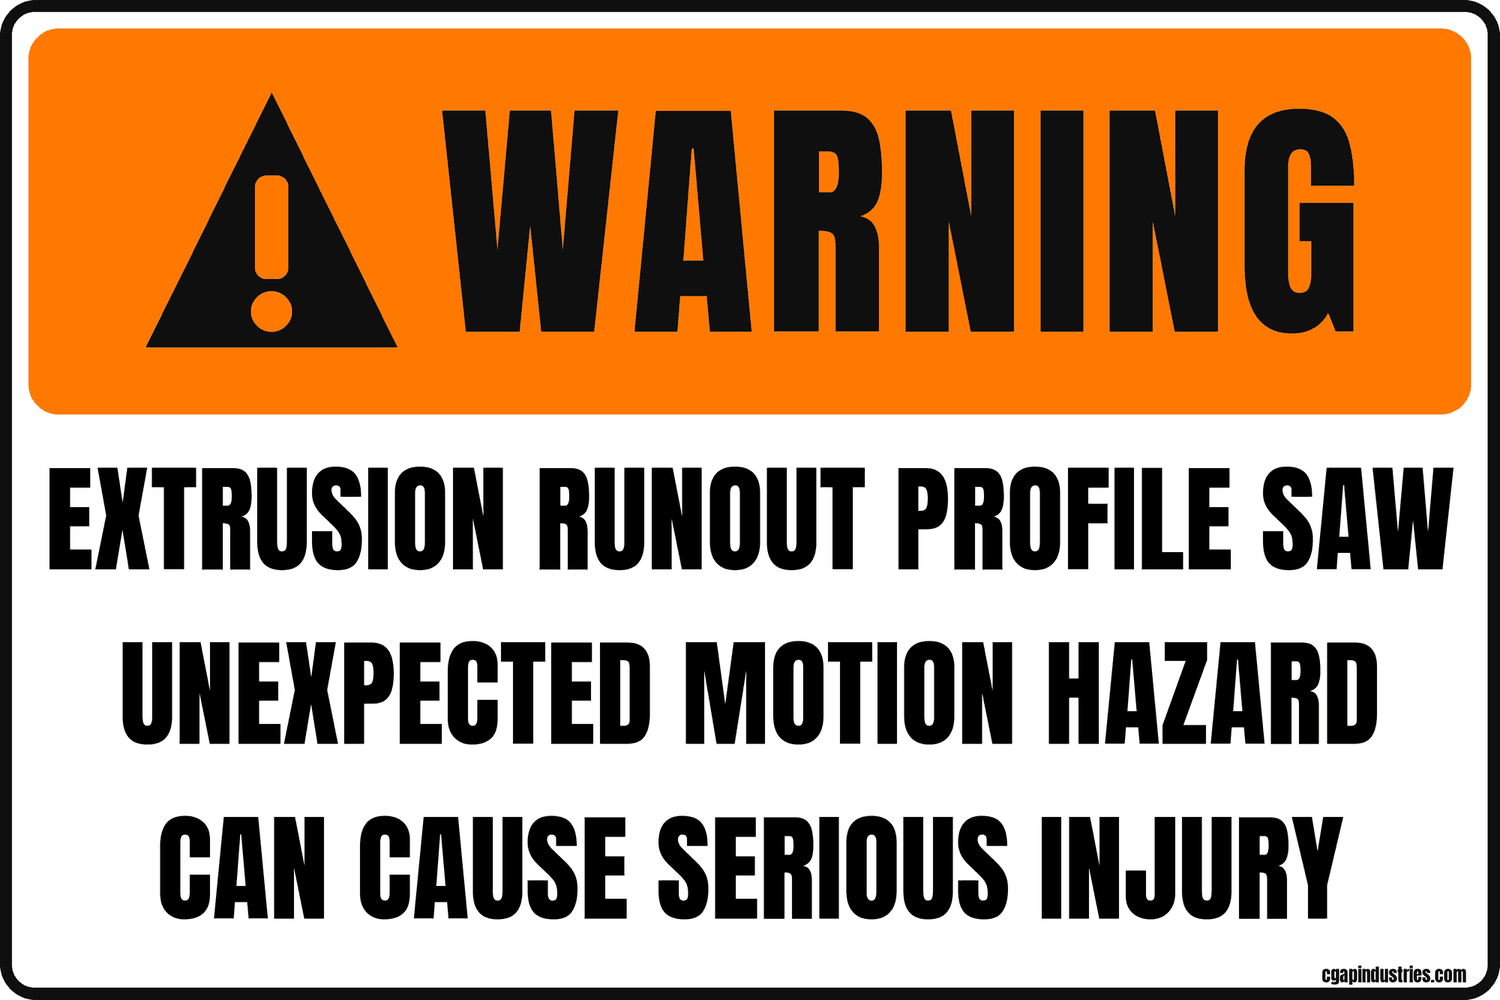 WARNING
EXTRUSION RUNOUT PROFILE SAW
UNEXPECTED MOTION HAZARD
CAN CAUSE SERIOUS INJURY
cgapindustries.com